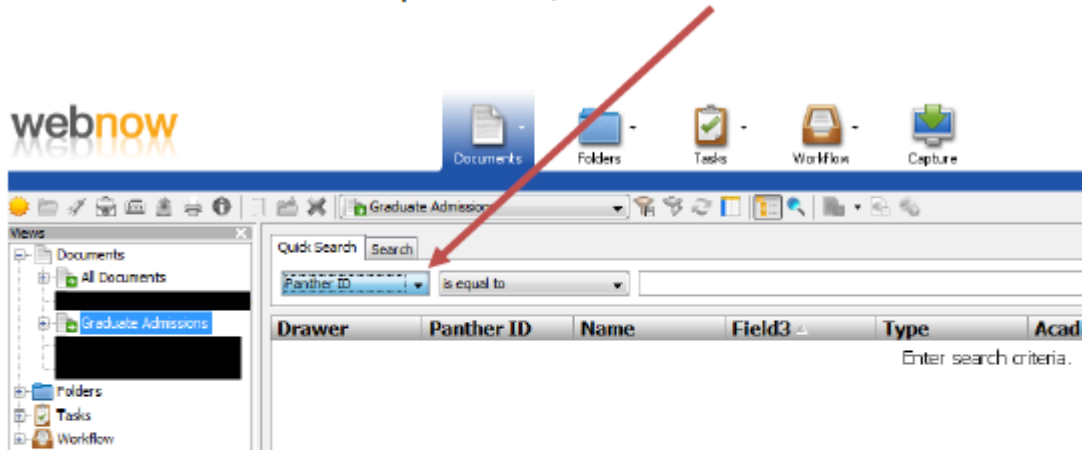 webnow
Documents
Folders
Tasks
Workflow
Capture
Graduate Admissions
Views
Documents
All Documents
Graduate Admissions
Folders
Tasks
Workflow
Quick Search Search
Panther ID is equal to
Drawer Panther ID Name Field3 Type Acad
Enter search criteria.